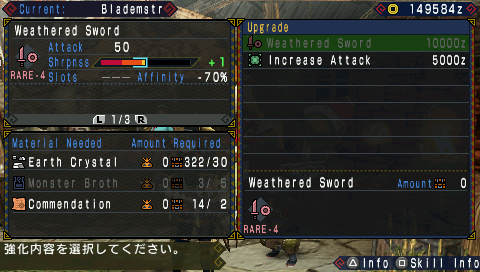 Current: Blademstr
149584z
Weathered Sword
Attack 50
Shrpnss +1
RARE-4 Slots --- Affinity -70%
L 1/3 R
Material Needed Amount Required
Earth Crystal 0 322/30
Monster Broth 0 3/ 5
Commendation 0 14/ 2
強化内容を選択してください。
Upgrade
Weathered Sword 10000z
Increase Attack 5000z
Weathered Sword Amount 0
RARE-4
△ Info □ Skill Info